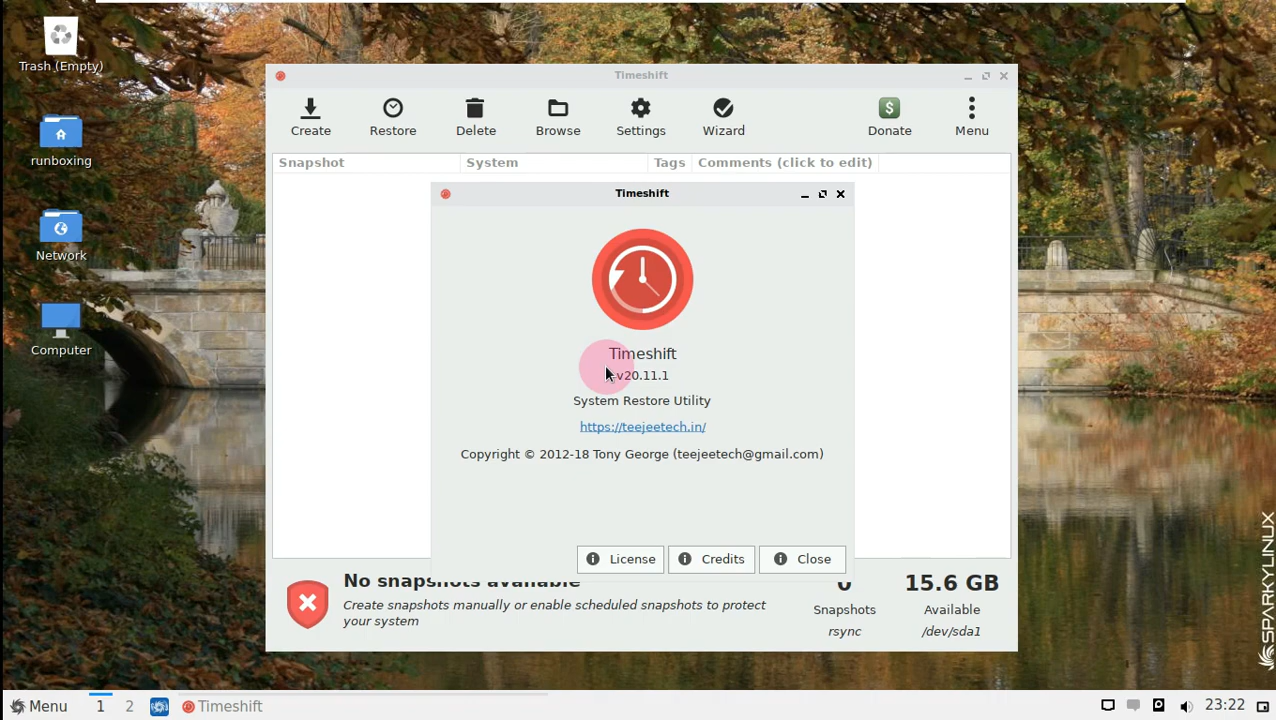 Trash (Empty)
runboxing
Network
Computer
Timeshift
Create
Restore
Delete
Browse
Settings
Wizard
Donate
Menu
Snapshot
System
Tags
Comments (click to edit)
Timeshift
Timeshift
v20.11.1
System Restore Utility
https://teejeetech.in/
Copyright © 2012-18 Tony George (teejeetech@gmail.com)
License
Credits
Close
No snapshots available
Create snapshots manually or enable scheduled snapshots to protect
your system
0
Snapshots
rsync
15.6 GB
Available
/dev/sda1
SPARKYLINUX
Menu
1
2
Timeshift
23:22